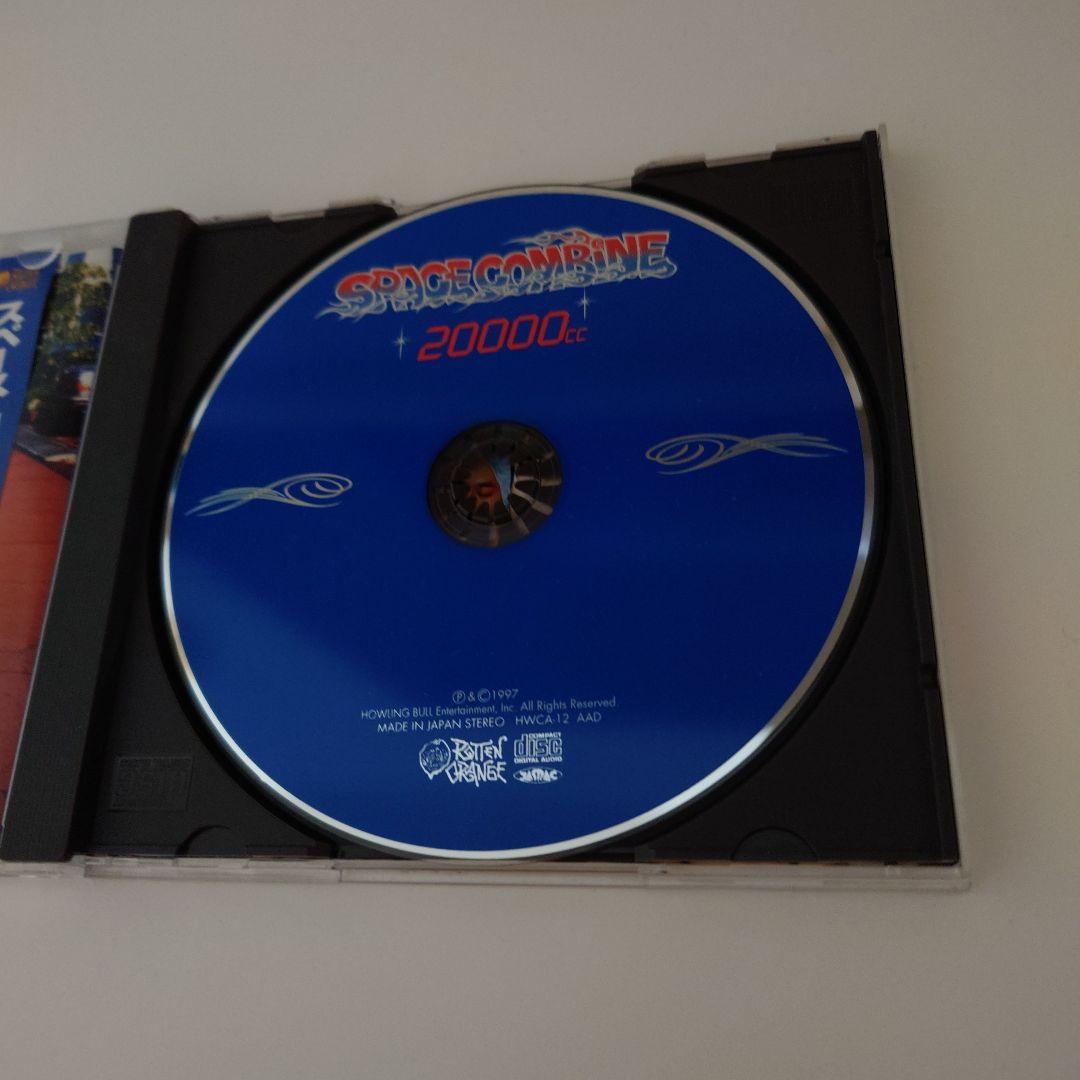 SPACE COMBiNE
20000cc
Ⓟ & ©1997
HOWLING BULL Entertainment, Inc. All Rights Reserved.
MADE IN JAPAN STEREO HWCA-12 AAD
ROTTEN
ORANGE
COMPACT
disc
DIGITAL AUDIO
JASRAC
スペース